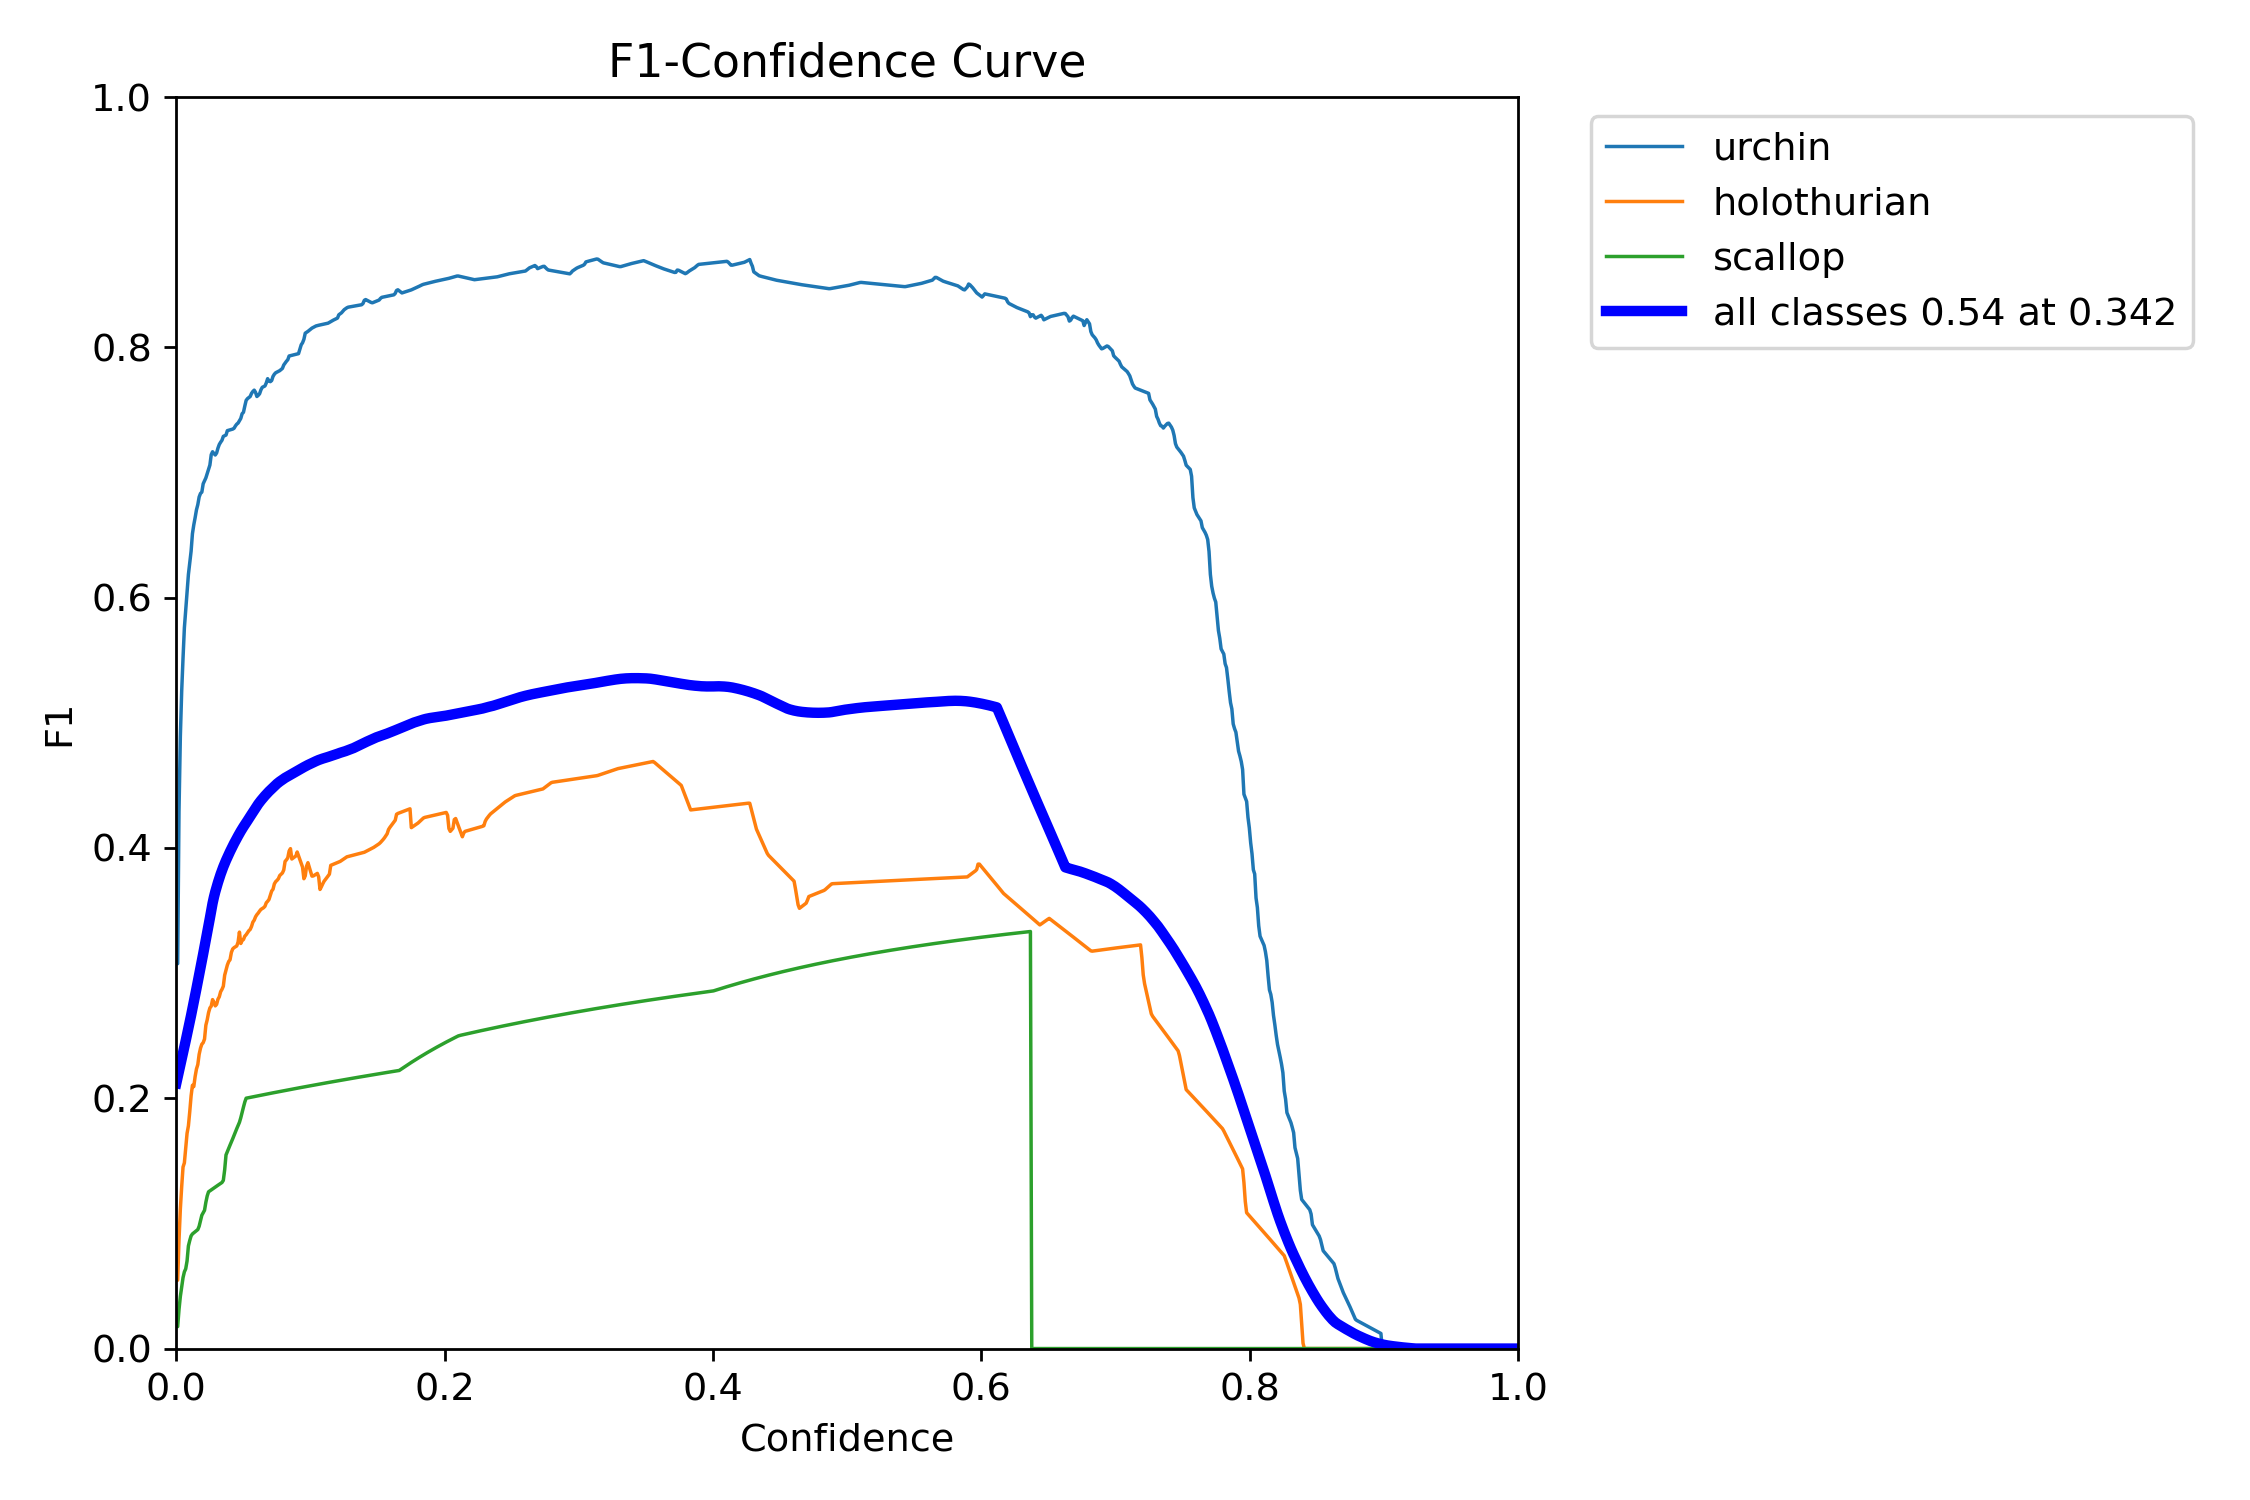 F1-Confidence Curve
1.0
0.8
0.6
0.4
0.2
0.0
F1
0.0 0.2 0.4 0.6 0.8 1.0
Confidence
urchin
holothurian
scallop
all classes 0.54 at 0.342